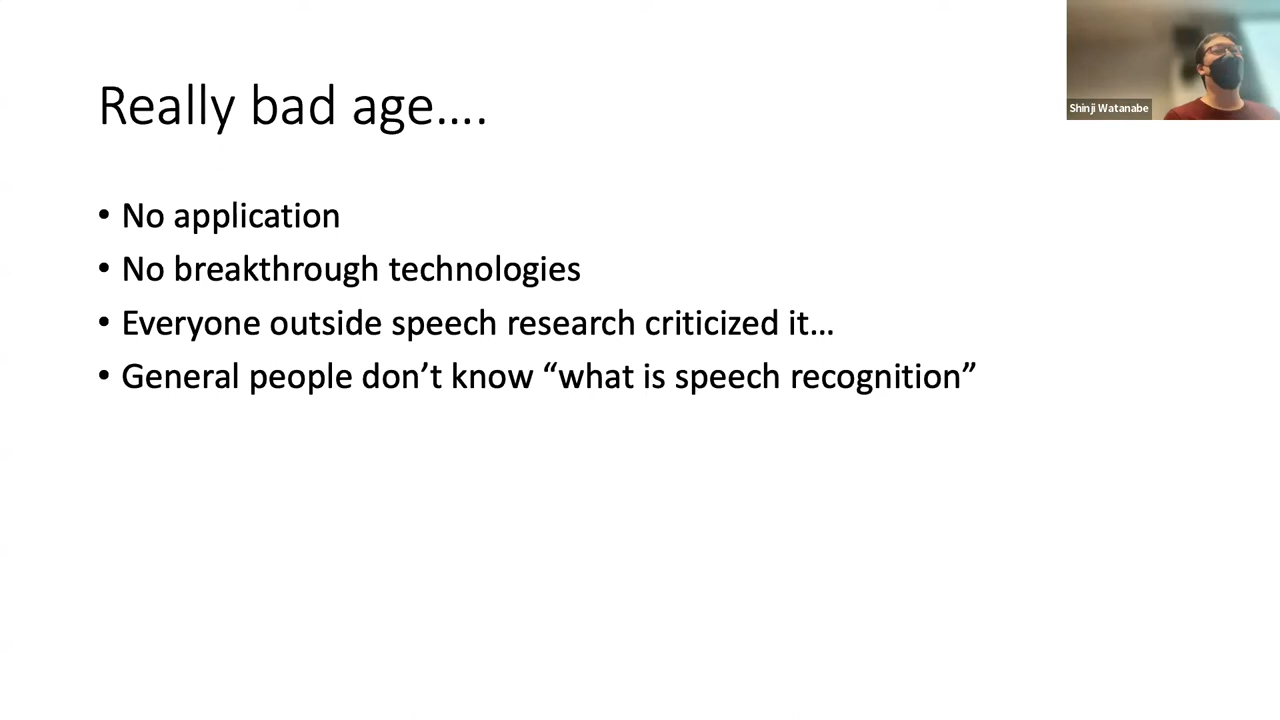 Really bad age....
• No application
• No breakthrough technologies
• Everyone outside speech research criticized it...
• General people don’t know “what is speech recognition”
Shinji Watanabe